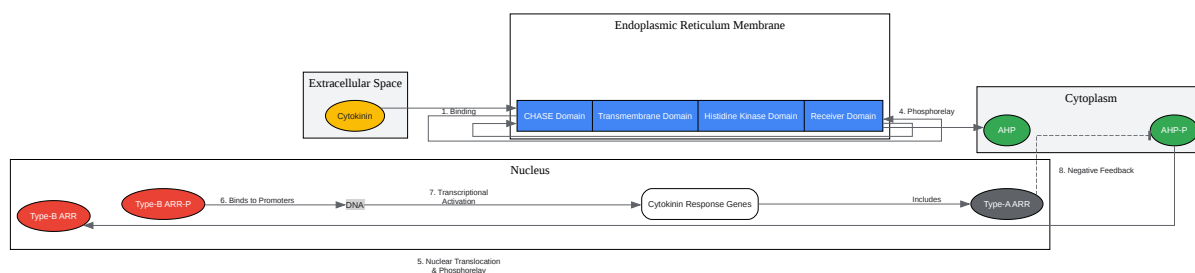 Endoplasmic Reticulum Membrane
Extracellular Space
Cytokinin
1. Binding
CHASE Domain
Transmembrane Domain
Histidine Kinase Domain
Receiver Domain
4. Phosphorelay
Cytoplasm
AHP
AHP-P
8. Negative Feedback
Nucleus
Type-B ARR
Type-B ARR-P
6. Binds to Promoters
DNA
7. Transcriptional
Activation
Cytokinin Response Genes
Includes
Type-A ARR
5. Nuclear Translocation
& Phosphorelay